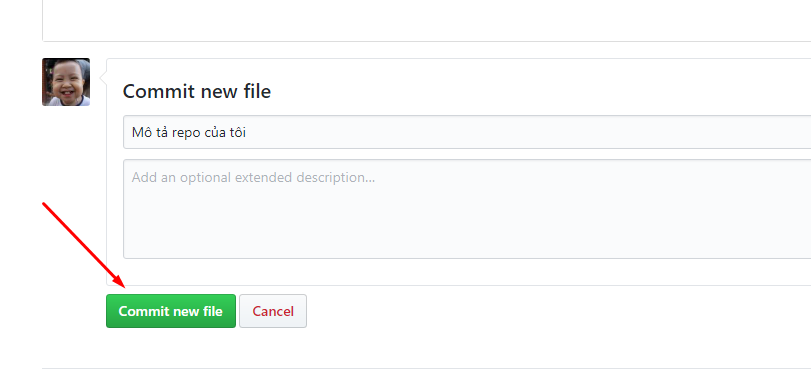 Commit new file
Mô tả repo của tôi
Add an optional extended description...
Commit new file
Cancel